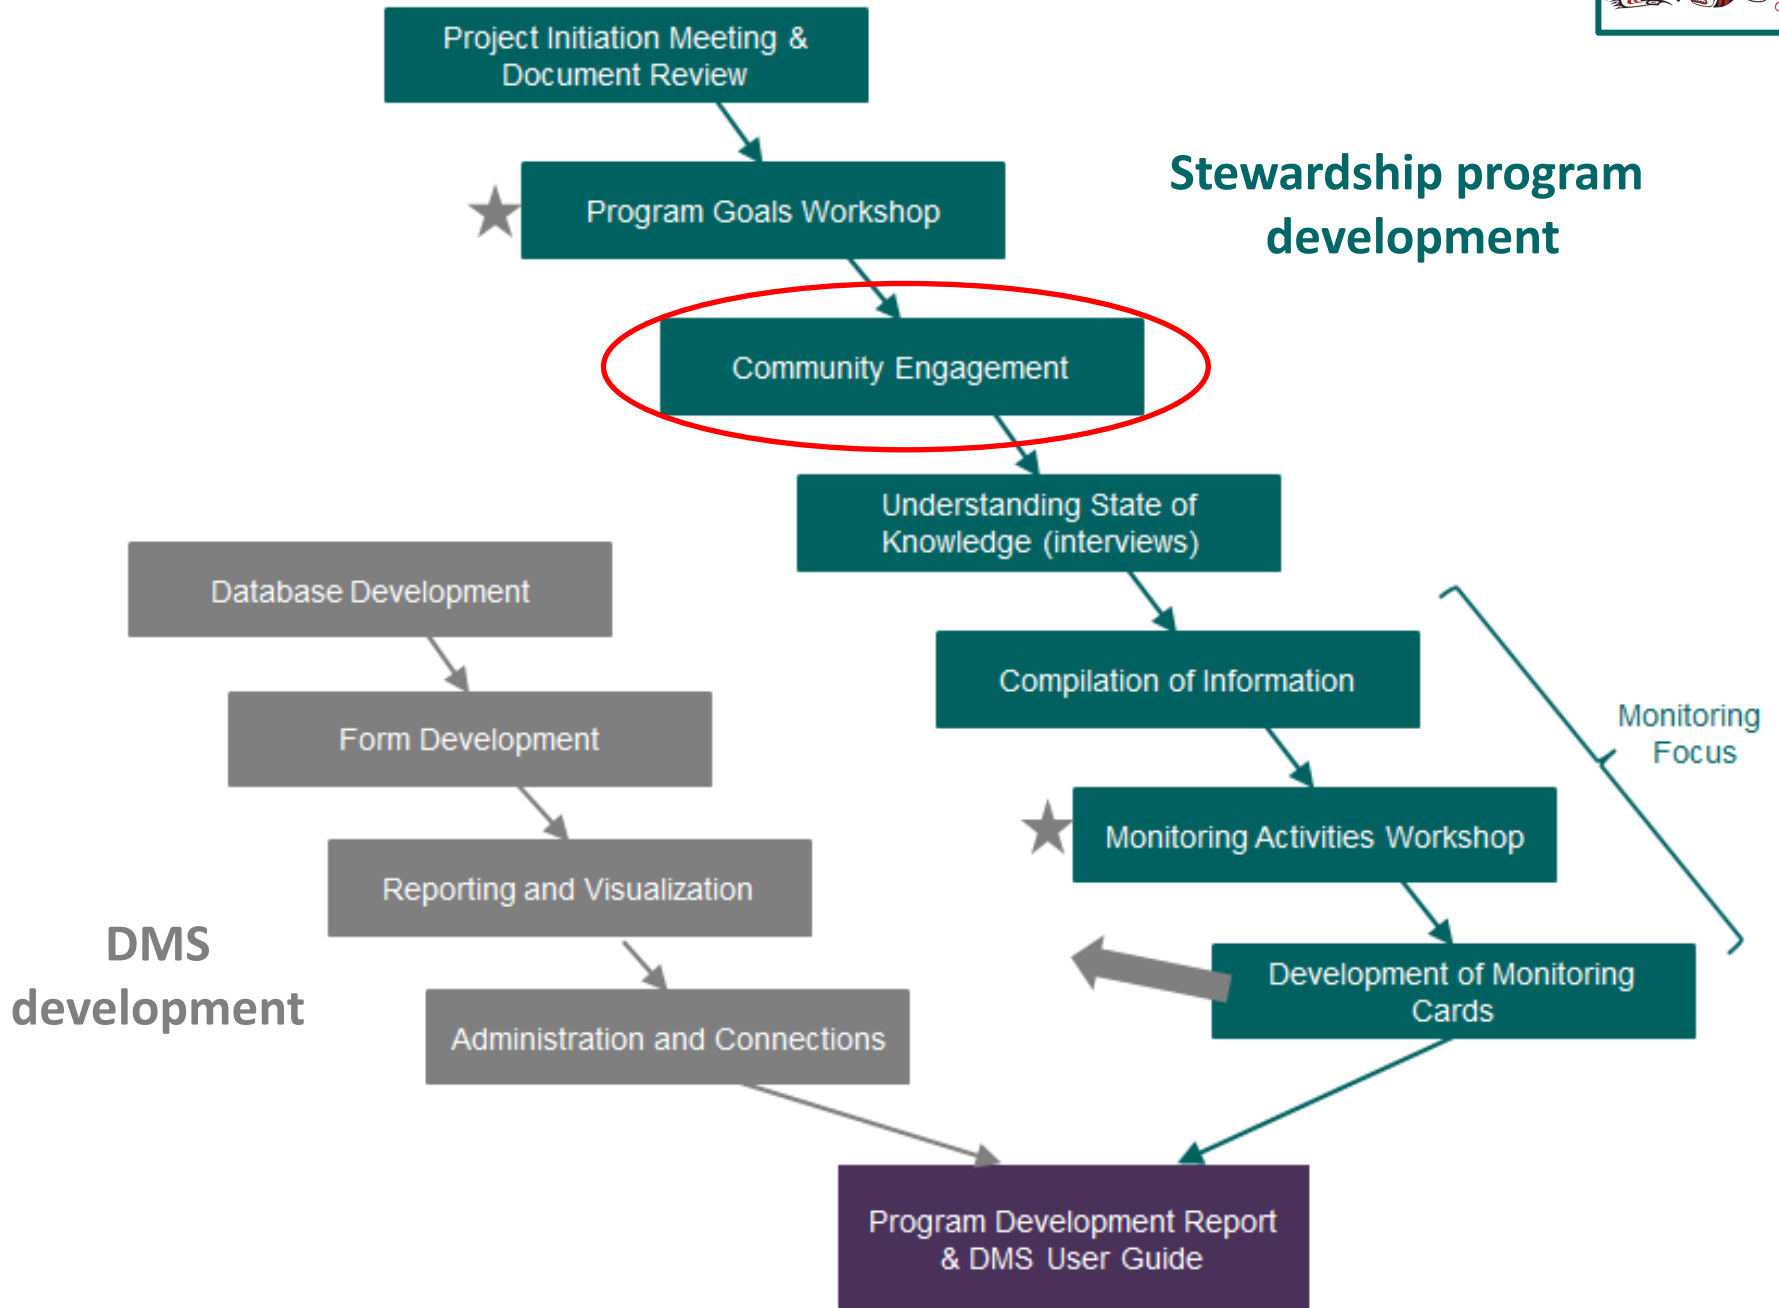 Project Initiation Meeting &
Document Review
Stewardship program
development
Program Goals Workshop
Community Engagement
Understanding State of
Knowledge (interviews)
Database Development
Compilation of Information
Form Development
Monitoring
Focus
Monitoring Activities Workshop
Reporting and Visualization
DMS
development
Development of Monitoring
Cards
Administration and Connections
Program Development Report
& DMS User Guide